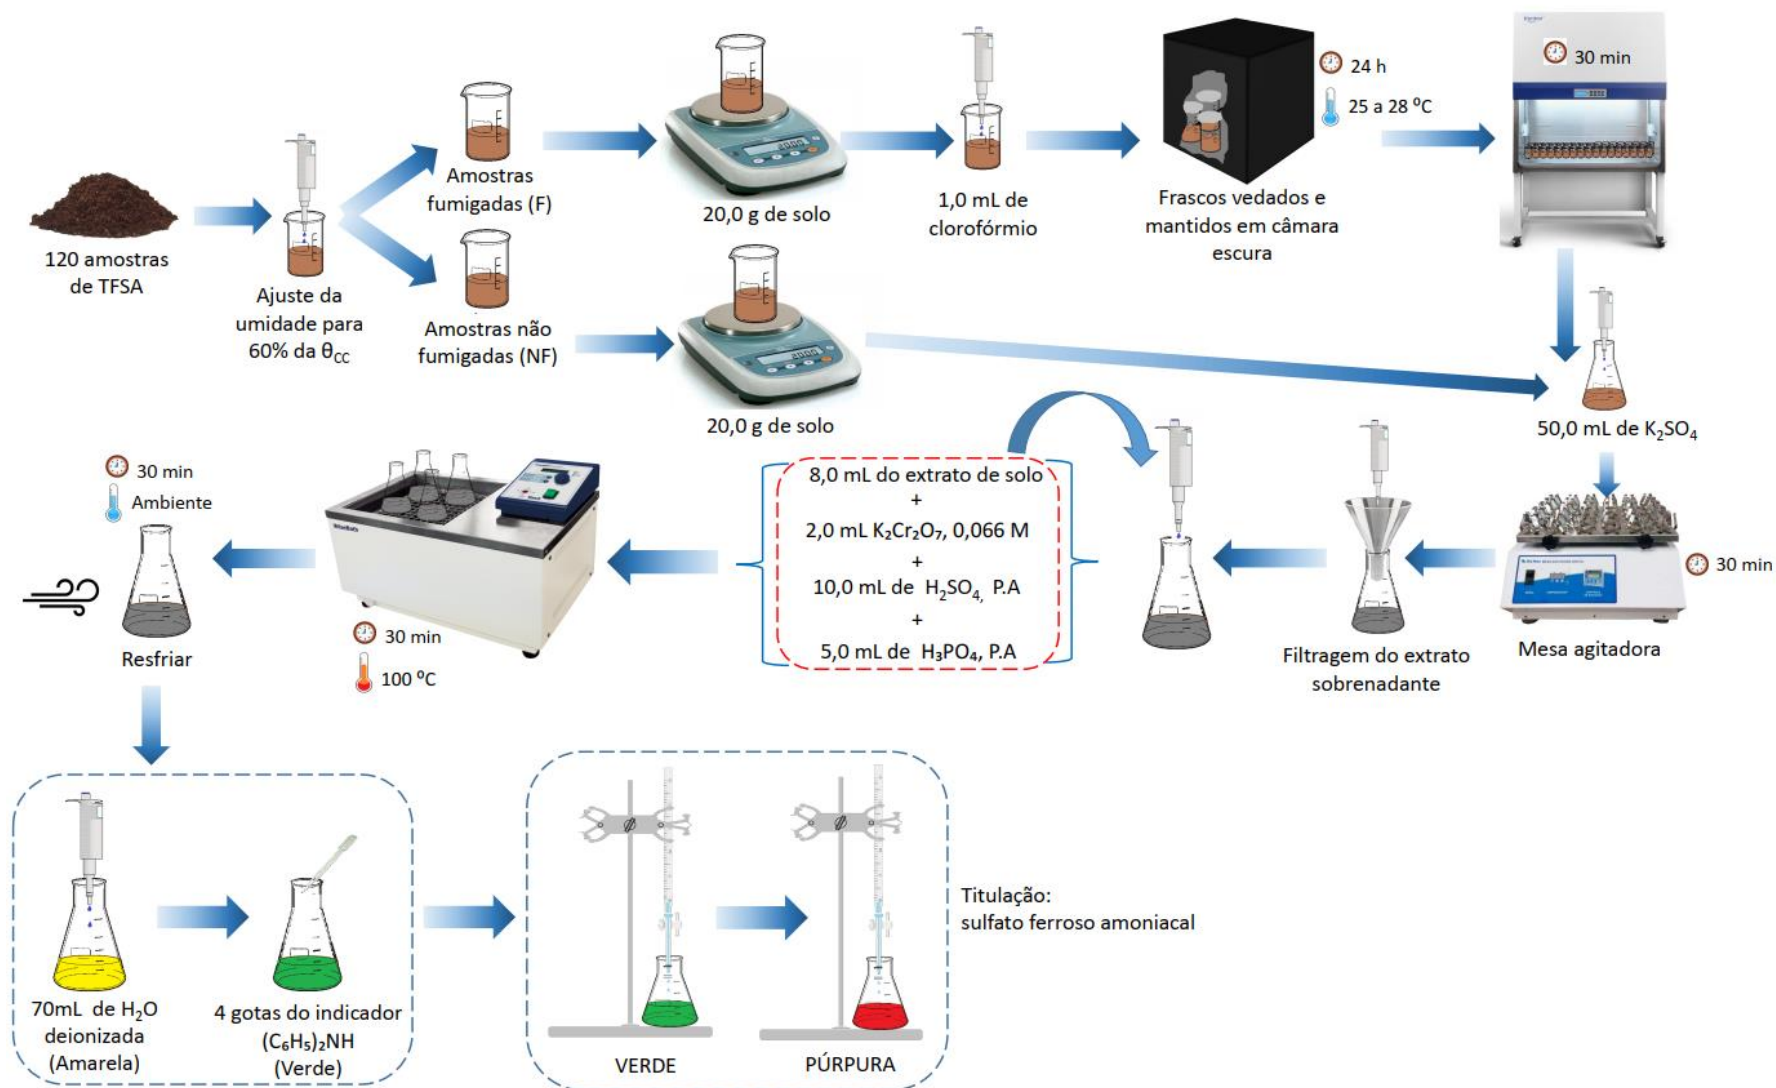 120 amostras
de TFSA
Ajuste da
umidade para
60% da θCC
Amostras
fumigadas (F)
Amostras não
fumigadas (NF)
20,0 g de solo
20,0 g de solo
1,0 mL de
clorofórmio
24 h
25 a 28 ⁰C
Frascos vedados e
mantidos em câmara
escura
30 min
50,0 mL de K₂SO₄
30 min
Mesa agitadora
Filtragem do extrato
sobrenadante
8,0 mL do extrato de solo
+
2,0 mL K₂Cr₂O₇, 0,066 M
+
10,0 mL de H₂SO₄, P.A
+
5,0 mL de H₃PO₄, P.A
30 min
100 ⁰C
30 min
Ambiente
Resfriar
70mL de H₂O
deionizada
(Amarela)
4 gotas do indicador
(C₆H₅)₂NH
(Verde)
VERDE
PÚRPURA
Titulação:
sulfato ferroso amoniacal